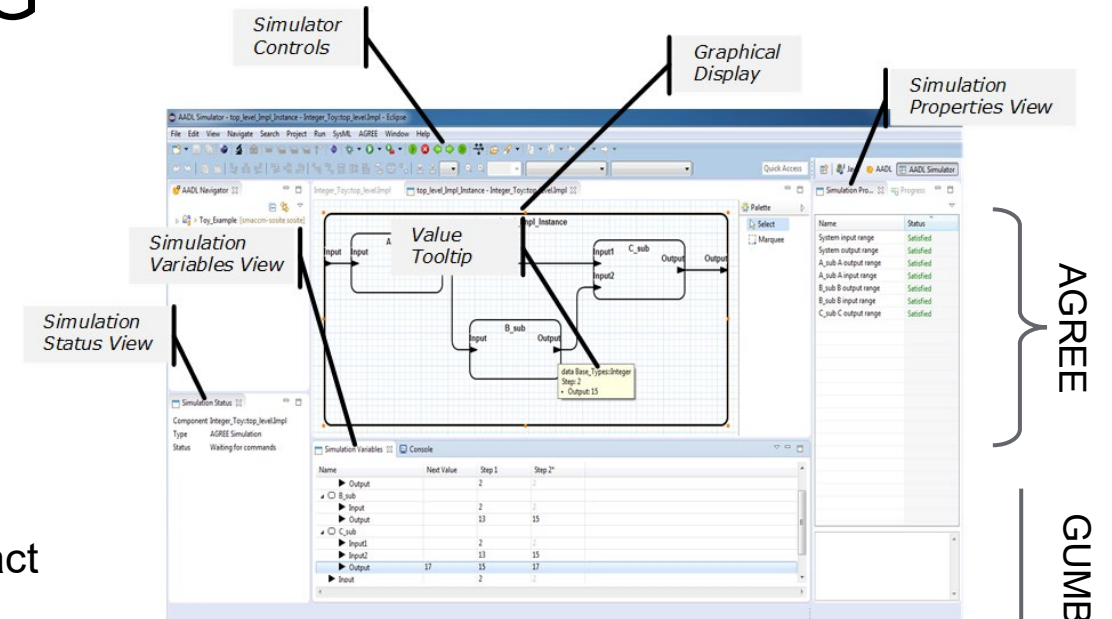 G
Simulator
Controls
Graphical
Display
Simulation
Properties View
AADL Simulator - top_level_Impl_Instance - Integer_Toy::top_level.Impl - Eclipse
File Edit View Navigate Search Project Run SysML AGREE Window Help
Quick Access
AADL
AADL Simulator
AADL Navigator
Integer_Toy::top_level.Impl
top_level_Impl_Instance - Integer_Toy::top_level.Impl
Simulation Pro...
Progress
Toy_Example [smaccm-sosite.sosite]
Impl_Instance
Palette
Select
Marquee
Name Status
System input range Satisfied
System output range Satisfied
A_sub A output range Satisfied
A_sub A input range Satisfied
B_sub B output range Satisfied
B_sub B input range Satisfied
C_sub C output range Satisfied
Simulation
Variables View
Value
Tooltip
Input
Input
A
Input1
C_sub
Output
Output
Input2
B_sub
Input
Output
data Base_Types::Integer
Step: 2
- Output: 15
Simulation
Status View
AGREE
Simulation Status
Component Integer_Toy::top_level.Impl
Type AGREE Simulation
Status Waiting for commands
Simulation Variables
Console
Name Next Value Step 1 Step 2*
Output 2 2
B_sub
Input 2 2
Output 13 15
C_sub
Input1 2 2
Input2 13 15
Output 17 15 17
Input 2 2
act
GUMB